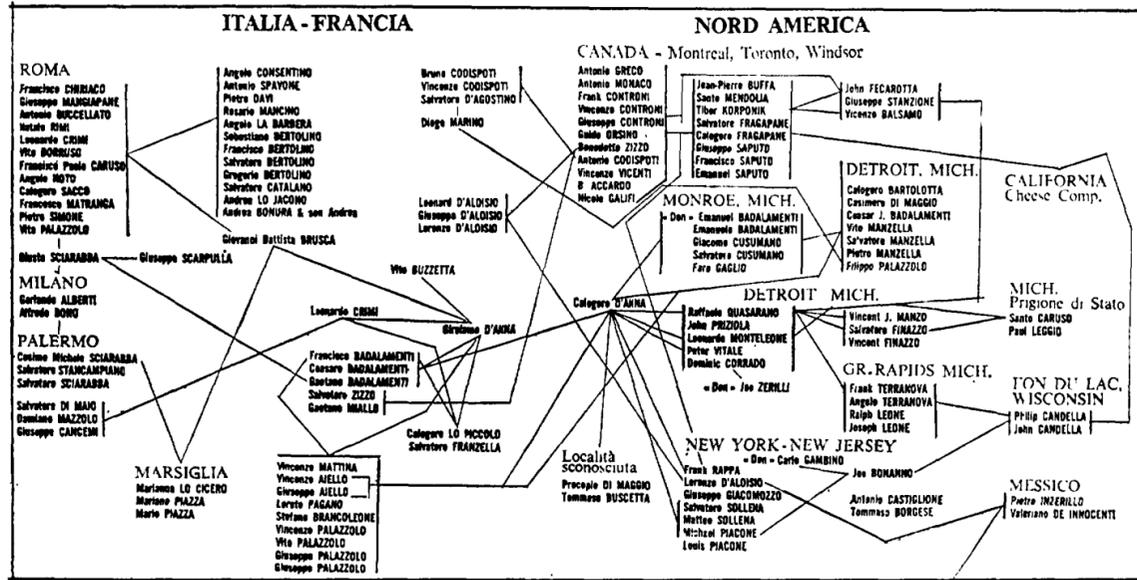 ITALIA - FRANCIA
ROMA
Francisco CHIRIACO
Giuseppe MANGIAPANE
Antonio BUCCELLATO
Natale RIMI
Leonardo CRIMI
Vito BORRUSO
Francisco Paolo CARUSO
Angelo NOTO
Calogero SACCO
Francesco MATRANGA
Pietro SIMONE
Vito PALAZZOLO
Giusto SCIARABBA
Giuseppe SCARPULLA
MILANO
Gerlando ALBERTI
Alfredo BONO
PALERMO
Cosimo Michele SCIARABBA
Salvatore STANCAMPIANO
Salvatore SCIARABBA
Salvatore DI MAIO
Damiano MAZZOLO
Giuseppe CANCEMI
Angelo CONSENTINO
Antonio SPAYONE
Pietro DAVI
Rosario MANCINO
Angelo LA BARBERA
Sebastiano BERTOLINO
Francisco BERTOLINO
Salvatore BERTOLINO
Gregorio BERTOLINO
Salvatore CATALANO
Andrea LO JACONO
Andrea BONURA & son Andrea
Giovanni Battista BRUSCA
Vito BUZZETTA
Leonardo CRIMI
Girolamo D'ANNA
Francisco BADALAMENTI
Cesare BADALAMENTI
Gaetano BADALAMENTI
Salvatore ZIZZO
Gaetano MIALLO
Calogero LO PICCOLO
Salvatore FRANZELLA
MARSIGLIA
Marianna LO CICERO
Mariano PIAZZA
Mario PIAZZA
Vincenzo MATTINA
Vincenzo AIELLO
Giuseppe AIELLO
Loreto PAGANO
Stefano BRANCOLEONE
Vincenzo PALAZZOLO
Vito PALAZZOLO
Giuseppe PALAZZOLO
Giuseppe PALAZZOLO
Bruno CODISPOTI
Vincenzo CODISPOTI
Salvatore D'AGOSTINO
Diego MARINO
Leonard D'ALOISIO
Giuseppe D'ALOISIO
Lorenzo D'ALOISIO
NORD AMERICA
CANADA - Montreal, Toronto, Windsor
Antonio GRECO
Antonio MONACO
Frank CONTRONI
Vincenzo CONTRONI
Giuseppe CONTRONI
Guido ORSINO
Benedetto ZIZZO
Antonio CODISPOTI
Vincenzo VICENTI
B ACCARDO
Nicola GALIFI
Jean-Pierre BUFFA
Santo MENDOLIA
Tibor KORPONIK
Salvatore FRAGAPANE
Calogero FRAGAPANE
Giuseppe SAPUTO
Francisco SAPUTO
Emanuel SAPUTO
John FECAROTTA
Giuseppe STANZIONE
Vicenzo BALSAMO
MONROE, MICH.
«Don» Emanuel BADALAMENTI
Emanuele BADALAMENTI
Giacomo CUSUMANO
Salvatore CUSUMANO
Faro GAGLIO
DETROIT, MICH.
Calogero BARTOLOTTA
Casimero DI MAGGIO
Caesar J. BADALAMENTI
Vito MANZELLA
Salvatore MANZELLA
Pietro MANZELLA
Filippo PALAZZOLO
CALIFORNIA
Cheese Comp.
Calogero D'ANNA
DETROIT MICH.
Raffaele QUASARANO
John PRIZIOLA
Leonardo MONTELEONE
Peter VITALE
Dominic CORRADO
«Don» Joe ZERILLI
Vincent J. MANZO
Salvatore FINAZZO
Vincent FINAZZO
MICH.
Prigione di Stato
Santo CARUSO
Paul LEGGIO
GR. RAPIDS MICH.
Frank TERRANOVA
Angelo TERRANOVA
Ralph LEONE
Joseph LEONE
FON DU LAC,
WISCONSIN
Philip CANDELLA
John CANDELLA
Località
sconosciuta
Procopio DI MAGGIO
Tommaso BUSCETTA
NEW YORK - NEW JERSEY
«Don» Carlo GAMBINO
Frank RAPPA
Lorenzo D'ALOISIO
Giuseppe GIACOMOZZO
Salvatore SOLLENA
Matteo SOLLENA
Michael PIACONE
Louis PIACONE
Joe BONANNO
Antonio CASTIGLIONE
Tommaso BORGESE
MESSICO
Pietro INZERILLO
Valeriano DE INNOCENTI